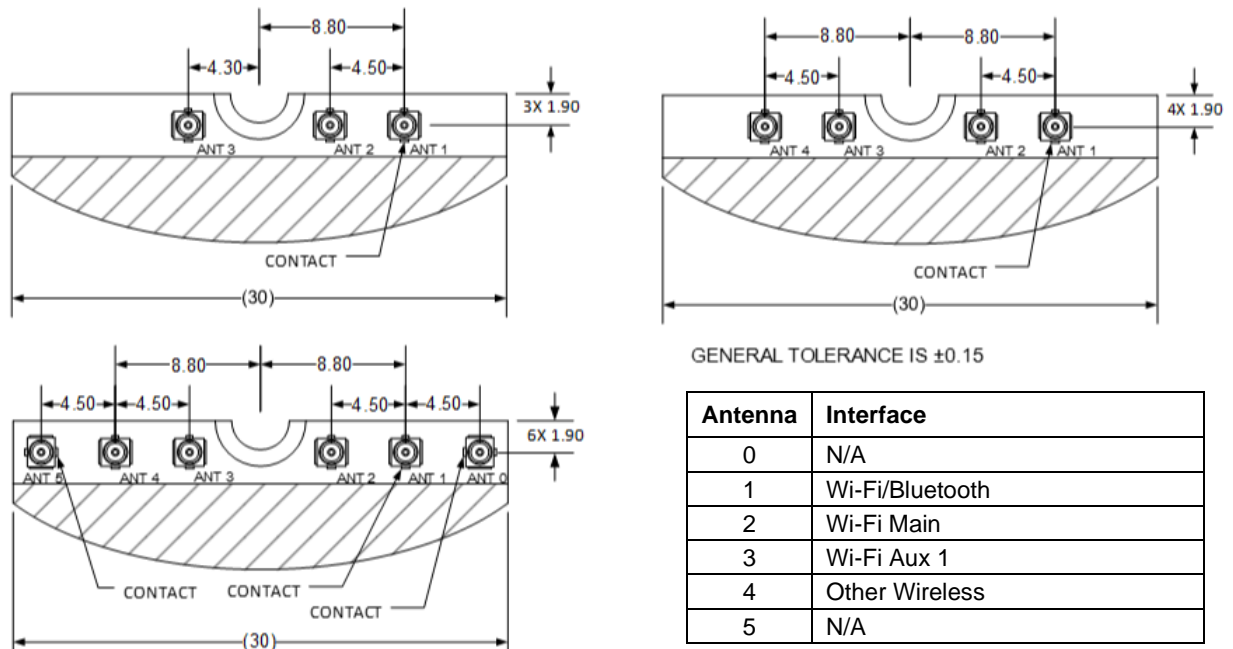 8.80
4.30
4.50
3X 1.90
ANT 3
ANT 2
ANT 1
CONTACT
(30)
8.80
8.80
4.50
4.50
4X 1.90
ANT 4
ANT 3
ANT 2
ANT 1
CONTACT
(30)
8.80
8.80
4.50
4.50
4.50
4.50
6X 1.90
ANT 5
ANT 4
ANT 3
ANT 2
ANT 1
ANT 0
CONTACT
CONTACT
CONTACT
(30)
GENERAL TOLERANCE IS ±0.15
Antenna Interface
0 N/A
1 Wi-Fi/Bluetooth
2 Wi-Fi Main
3 Wi-Fi Aux 1
4 Other Wireless
5 N/A